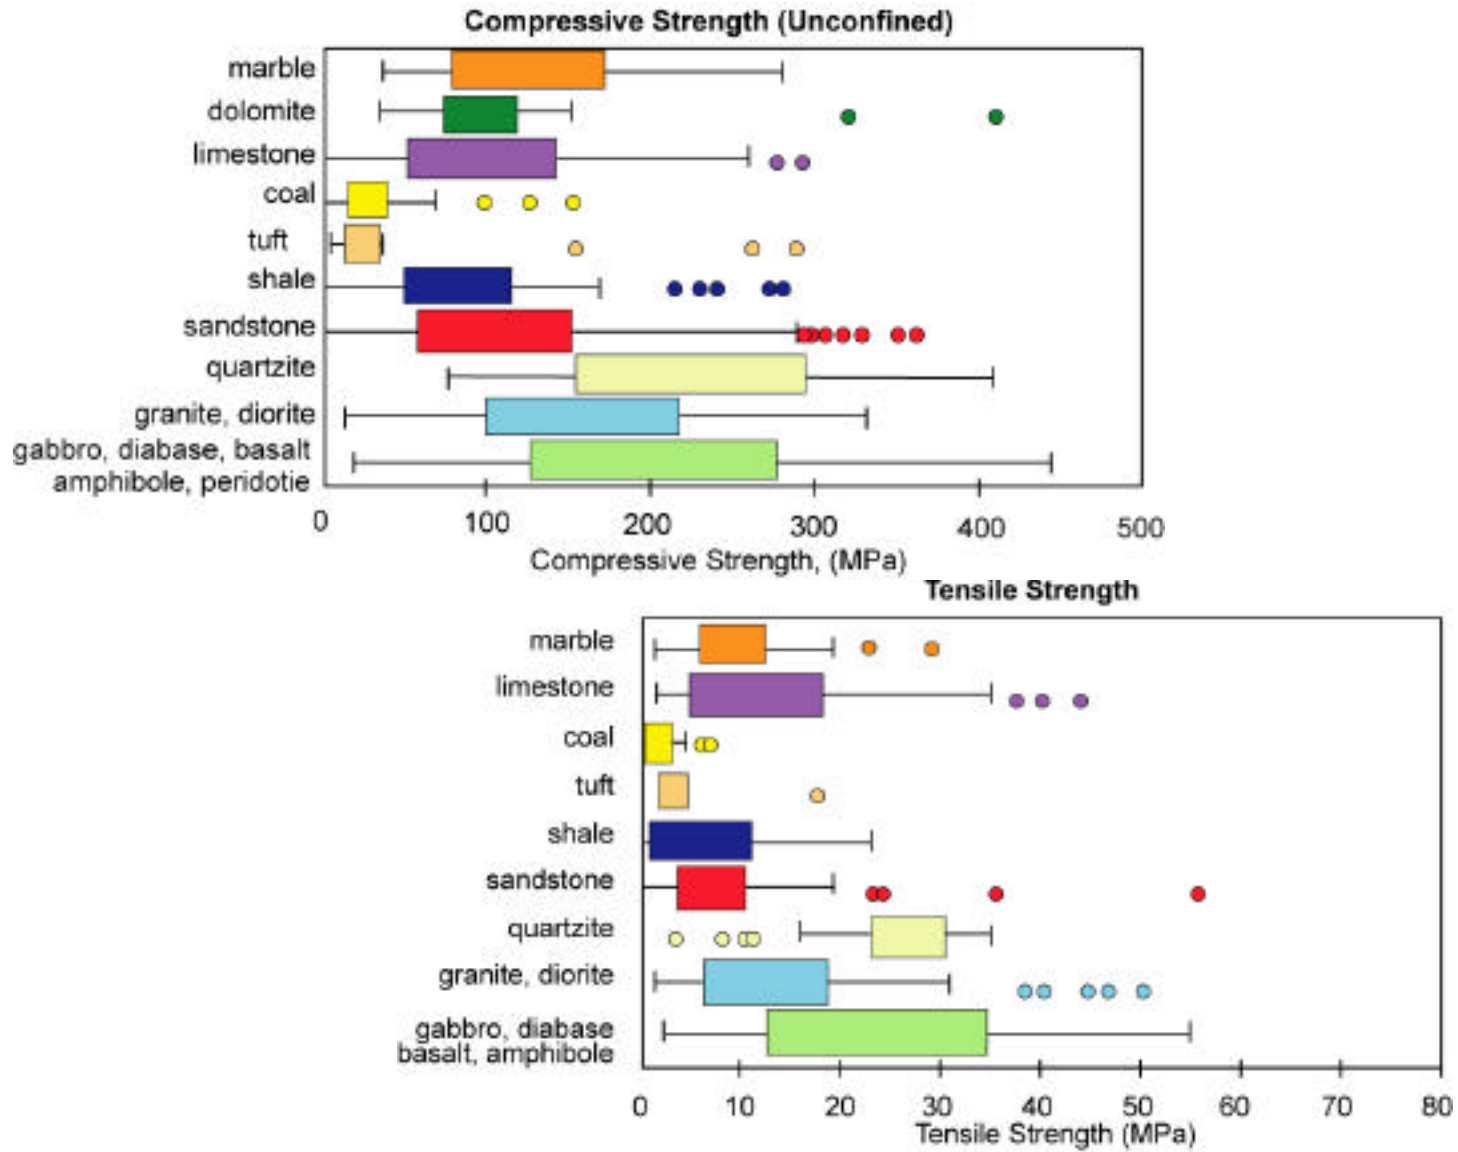 Compressive Strength (Unconfined)
marble
dolomite
limestone
coal
tuft
shale
sandstone
quartzite
granite, diorite
gabbro, diabase, basalt
amphibole, peridotie
0 100 200 300 400 500
Compressive Strength, (MPa)
Tensile Strength
marble
limestone
coal
tuft
shale
sandstone
quartzite
granite, diorite
gabbro, diabase
basalt, amphibole
0 10 20 30 40 50 60 70 80
Tensile Strength (MPa)